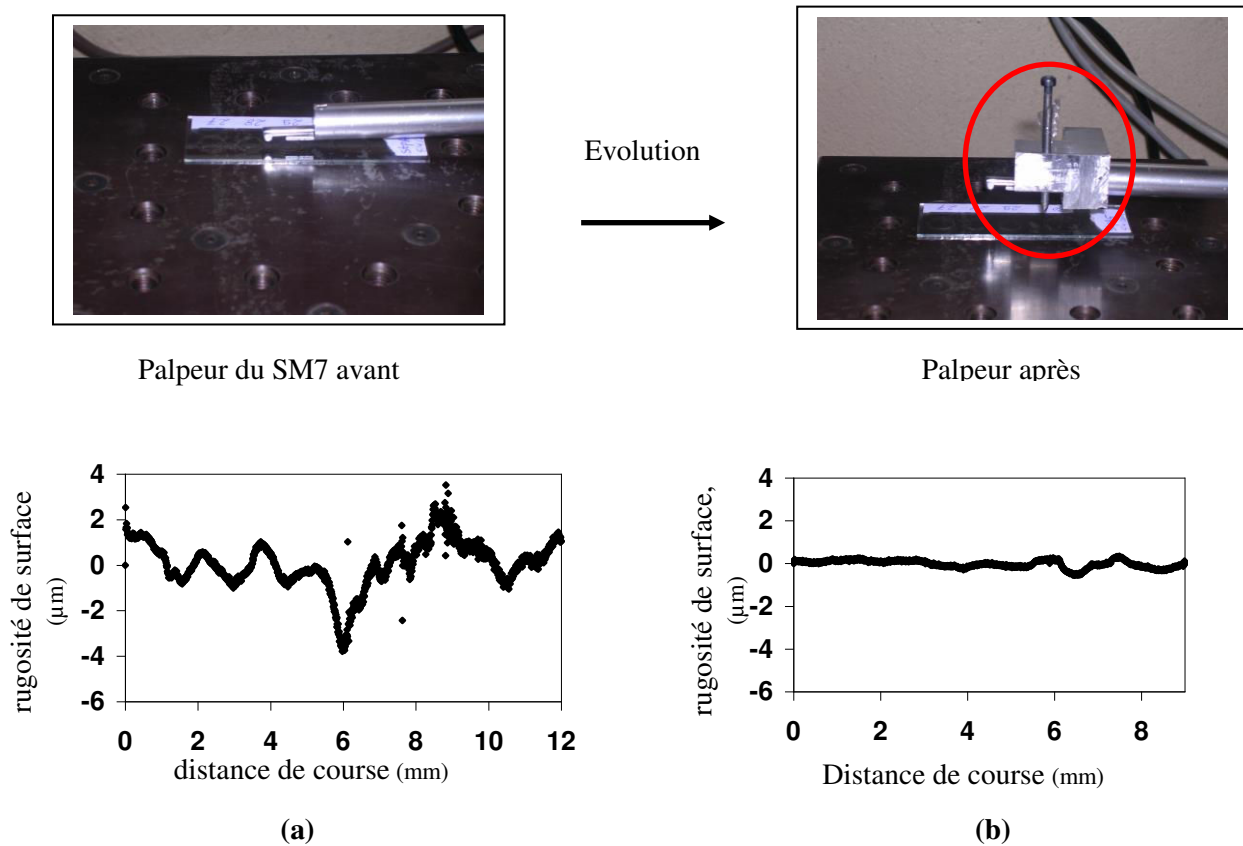 Evolution
Palpeur du SM7 avant
Palpeur après
rugosité de surface
(µm)
4
2
0
-2
-4
-6
0 2 4 6 8 10 12
distance de course (mm)
(a)
rugosité de surface,
(µm)
4
2
0
-2
-4
-6
0 2 4 6 8
Distance de course (mm)
(b)